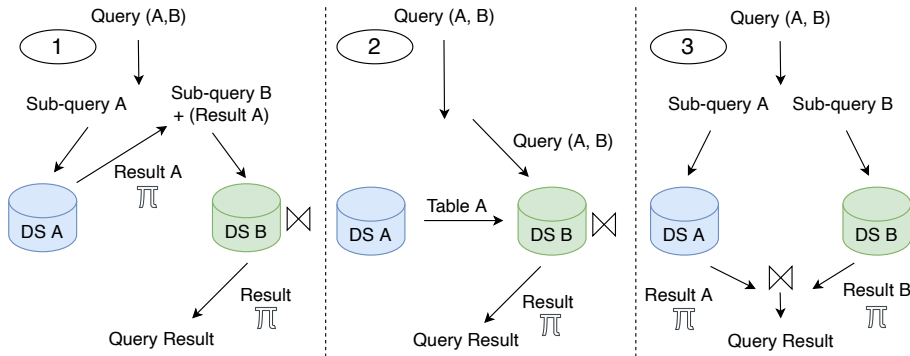 1
Query (A,B)
Sub-query A
Sub-query B
+ (Result A)
Result A
π
DS A
DS B
⋈
Result
π
Query Result
2
Query (A, B)
Query (A, B)
Table A
DS A
DS B
⋈
Result
π
Query Result
3
Query (A, B)
Sub-query A
Sub-query B
DS A
DS B
Result A
π
⋈
Result B
π
Query Result